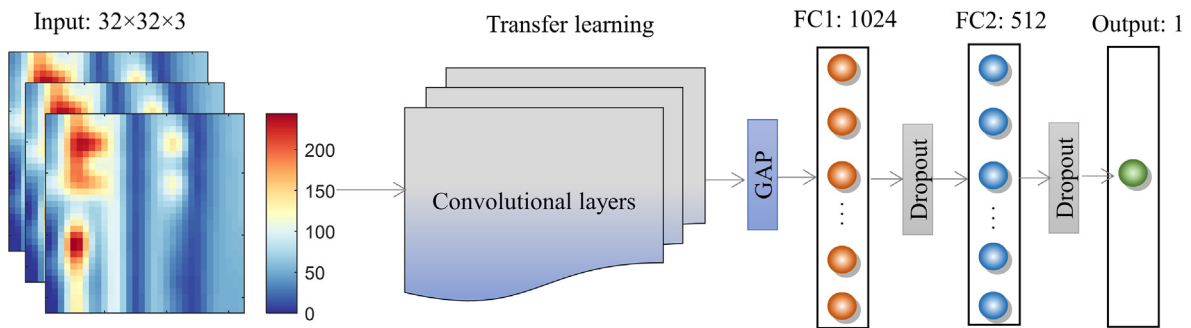 Input: 32×32×3
Transfer learning
FC1: 1024
FC2: 512
Output: 1
200
150
100
50
0
Convolutional layers
GAP
Dropout
Dropout